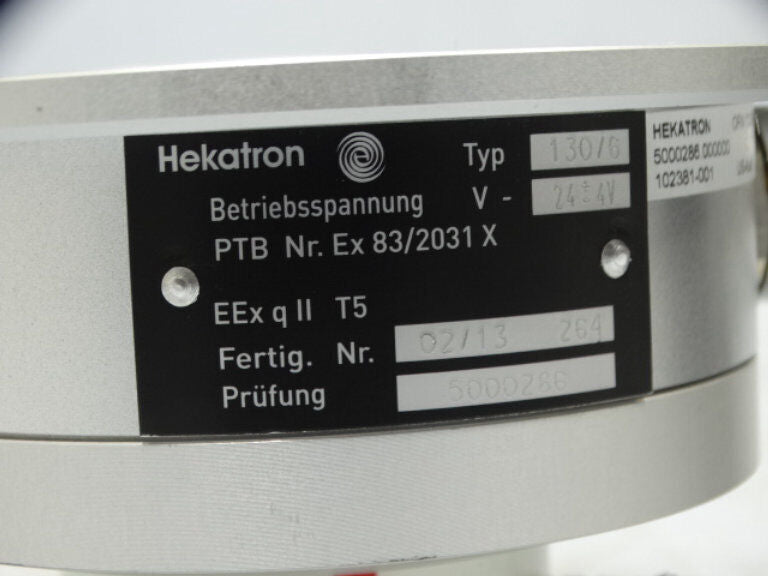 Hekatron Typ 130/6
Betriebsspannung V - 24±4V
PTB Nr. Ex 83/2031 X
EEx q II T5
Fertig. Nr. 02/13 264
Prüfung 5000286
HEKATRON
5000286 000000
102381-001